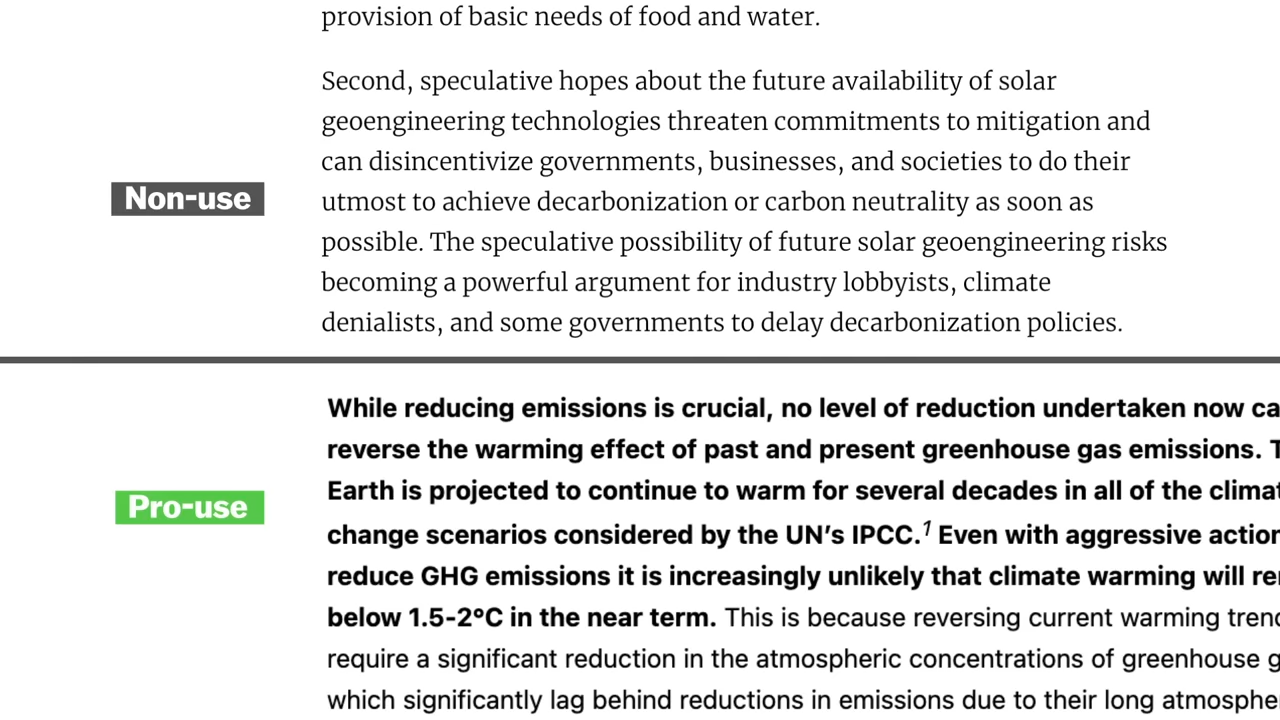 provision of basic needs of food and water.
Second, speculative hopes about the future availability of solar
geoengineering technologies threaten commitments to mitigation and
can disincentivize governments, businesses, and societies to do their
Non-use
utmost to achieve decarbonization or carbon neutrality as soon as
possible. The speculative possibility of future solar geoengineering risks
becoming a powerful argument for industry lobbyists, climate
denialists, and some governments to delay decarbonization policies.
While reducing emissions is crucial, no level of reduction undertaken now ca
reverse the warming effect of past and present greenhouse gas emissions. T
Earth is projected to continue to warm for several decades in all of the climat
Pro-use
change scenarios considered by the UN’s IPCC.1 Even with aggressive action
reduce GHG emissions it is increasingly unlikely that climate warming will rem
below 1.5-2°C in the near term. This is because reversing current warming trend
require a significant reduction in the atmospheric concentrations of greenhouse g
which significantly lag behind reductions in emissions due to their long atmosphe